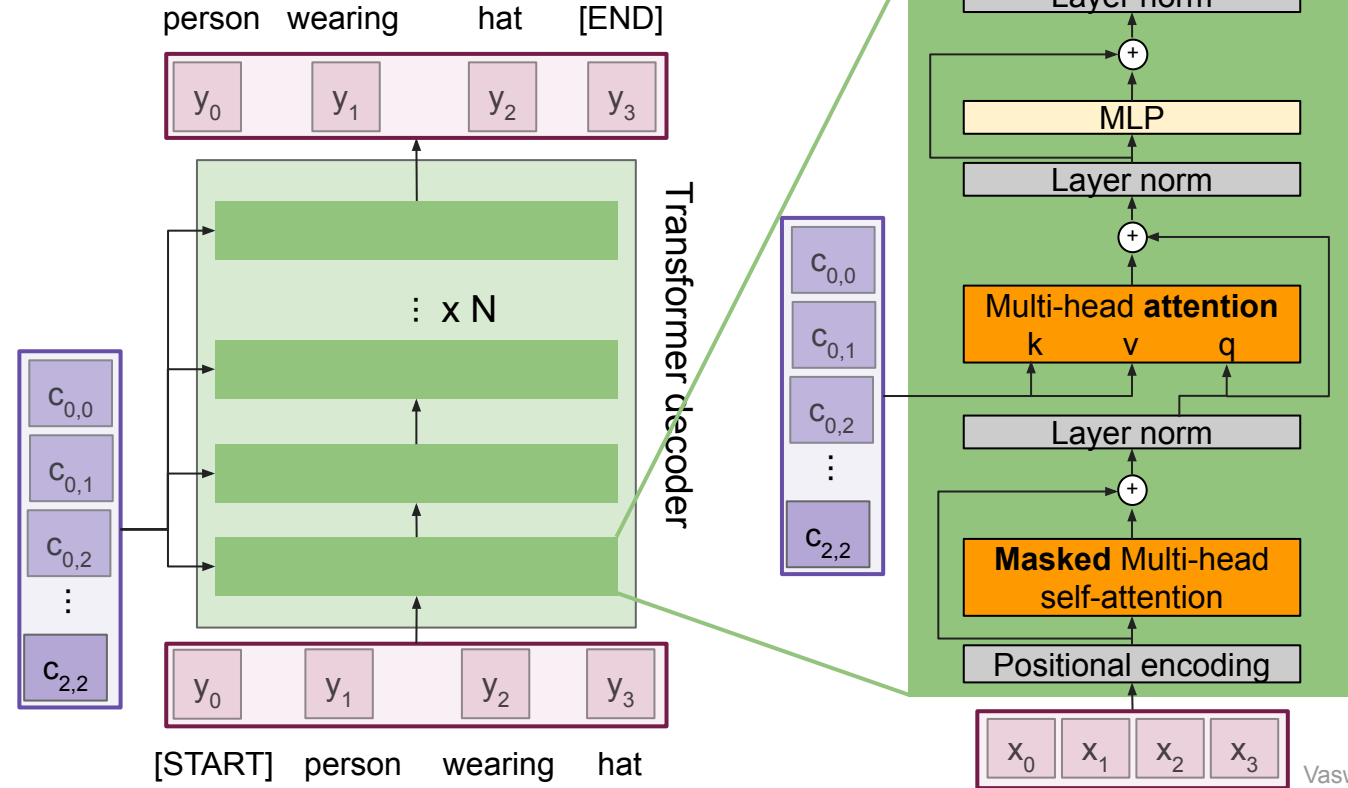 person wearing hat [END]
y0 y1 y2 y3
Transformer decoder
⋮ x N
c0,0
c0,1
c0,2
⋮
c2,2
y0 y1 y2 y3
[START] person wearing hat
Layer norm
+
MLP
Layer norm
+
Multi-head attention
k v q
Layer norm
+
Masked Multi-head
self-attention
Positional encoding
c0,0
c0,1
c0,2
⋮
c2,2
x0 x1 x2 x3